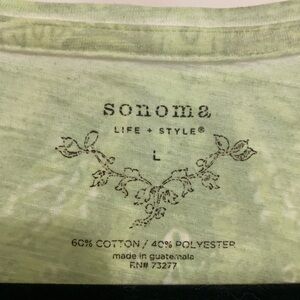 sonoma
LIFE + STYLE®
L
60% COTTON / 40% POLYESTER
made in guatemala
RN# 73277